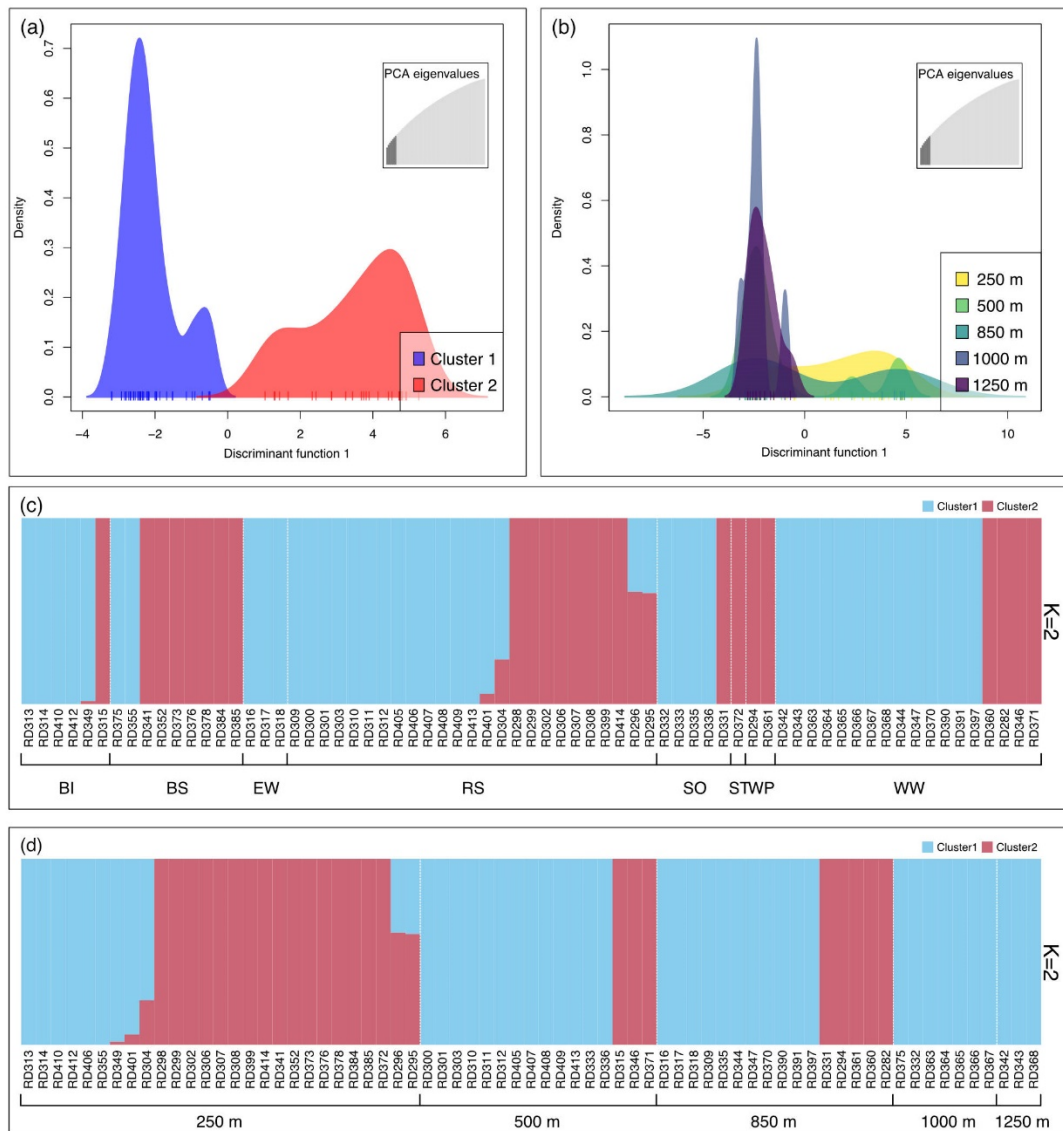 (a)
PCA eigenvalues
Density
0.0
0.1
0.2
0.3
0.4
0.5
0.6
0.7
Cluster 1
Cluster 2
−4 −2 0 2 4 6
Discriminant function 1
(b)
PCA eigenvalues
Density
0.0
0.2
0.4
0.6
0.8
1.0
250 m
500 m
850 m
1000 m
1250 m
−5 0 5 10
Discriminant function 1
(c)
Cluster1 Cluster2
K=2
RD313 RD314 RD410 RD412 RD349 RD315 RD375 RD355 RD341 RD352 RD373 RD376 RD378 RD384 RD385 RD316 RD317 RD318 RD309 RD300 RD301 RD303 RD310 RD311 RD312 RD405 RD406 RD407 RD408 RD409 RD413 RD401 RD304 RD298 RD299 RD302 RD306 RD307 RD308 RD399 RD414 RD296 RD295 RD332 RD333 RD335 RD336 RD331 RD372 RD294 RD361 RD342 RD343 RD363 RD364 RD365 RD366 RD367 RD368 RD344 RD347 RD370 RD390 RD391 RD397 RD360 RD282 RD346 RD371
BI BS EW RS SO ST WP WW
(d)
Cluster1 Cluster2
K=2
RD313 RD314 RD410 RD412 RD406 RD355 RD349 RD401 RD304 RD298 RD299 RD302 RD306 RD307 RD308 RD399 RD414 RD341 RD352 RD373 RD376 RD378 RD384 RD385 RD372 RD296 RD295 RD300 RD301 RD303 RD310 RD311 RD312 RD405 RD407 RD408 RD409 RD413 RD333 RD336 RD315 RD346 RD371 RD316 RD317 RD318 RD309 RD335 RD344 RD347 RD370 RD390 RD391 RD397 RD331 RD294 RD361 RD360 RD282 RD375 RD332 RD363 RD364 RD365 RD366 RD367 RD342 RD343 RD368
250 m 500 m 850 m 1000 m 1250 m